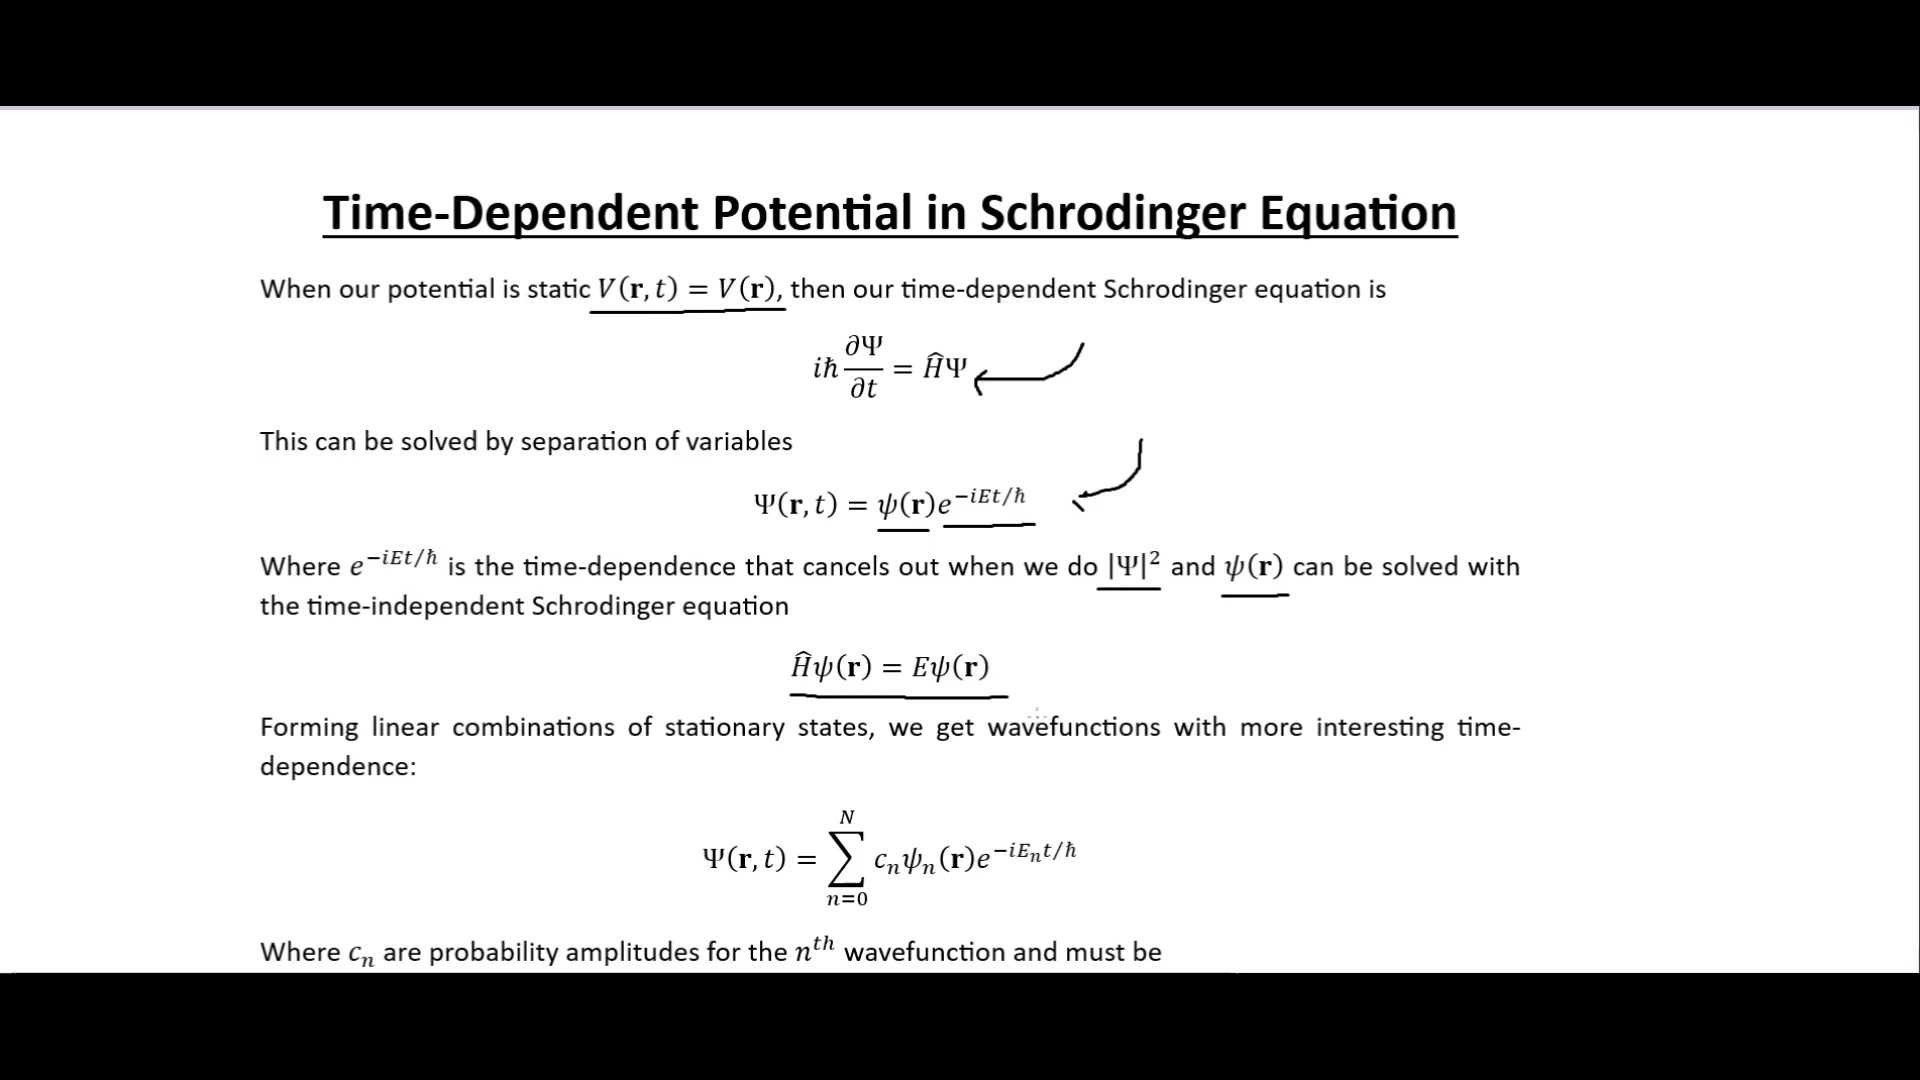 Time-Dependent Potential in Schrodinger Equation
When our potential is static V(r, t) = V(r), then our time-dependent Schrodinger equation is
iħ ∂Ψ/∂t = ĤΨ
This can be solved by separation of variables
Ψ(r, t) = ψ(r)e^{−iEt/ħ}
Where e^{−iEt/ħ} is the time-dependence that cancels out when we do |Ψ|² and ψ(r) can be solved with
the time-independent Schrodinger equation
Ĥψ(r) = Eψ(r)
Forming linear combinations of stationary states, we get wavefunctions with more interesting time-
dependence:
Ψ(r, t) = ∑_{n=0}^{N} c_n ψ_n(r)e^{−iE_n t/ħ}
Where c_n are probability amplitudes for the n^{th} wavefunction and must be